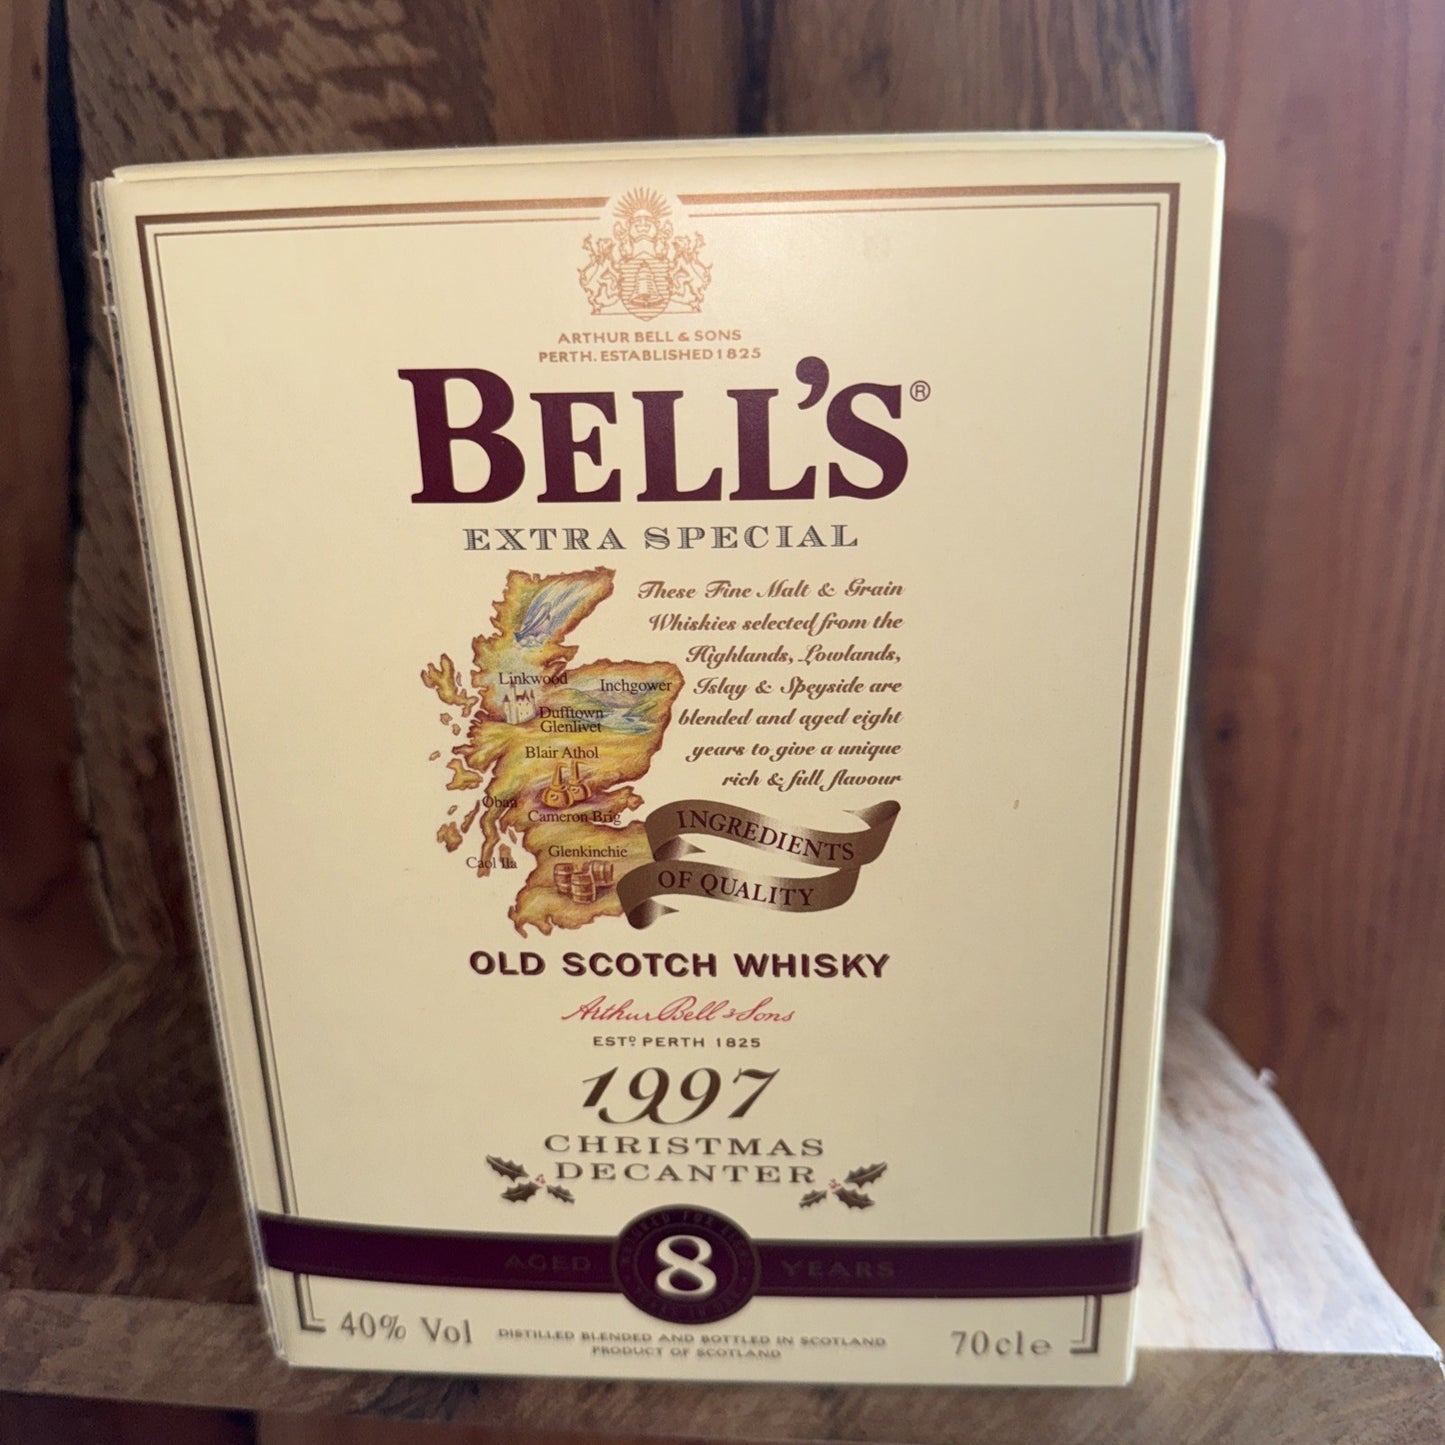 ARTHUR BELL & SONS
PERTH. ESTABLISHED 1825
BELL'S®
EXTRA SPECIAL
These Fine Malt & Grain
Whiskies selected from the
Highlands, Lowlands,
Islay & Speyside are
blended and aged eight
years to give a unique
rich & full flavour
Linkwood
Inchgower
Dufftown
Glenlivet
Blair Athol
Oban
Cameron Brig
Glenkinchie
Caol Ila
INGREDIENTS
OF QUALITY
OLD SCOTCH WHISKY
Arthur Bell & Sons
ESTD PERTH 1825
1997
CHRISTMAS
DECANTER
AGED 8 YEARS
40% Vol
DISTILLED BLENDED AND BOTTLED IN SCOTLAND
PRODUCT OF SCOTLAND
70cl e